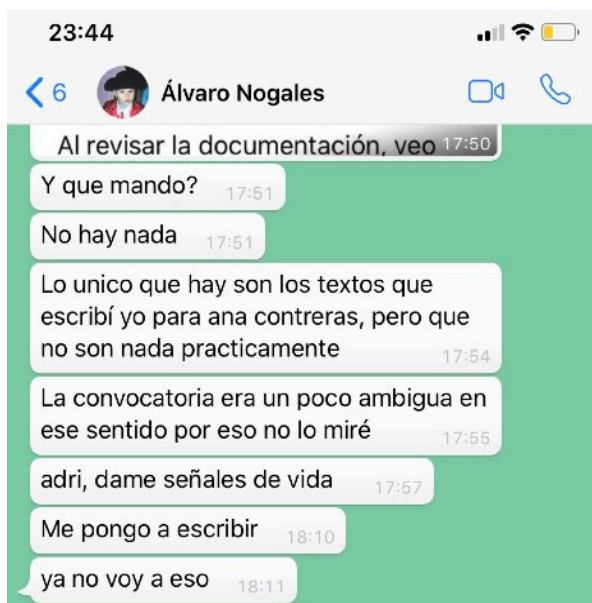 23:44
6 Álvaro Nogales
Al revisar la documentación, veo 17:50
Y que mando? 17:51
No hay nada 17:51
Lo unico que hay son los textos que
escribí yo para ana contreras, pero que
no son nada practicamente 17:54
La convocatoria era un poco ambigua en
ese sentido por eso no lo miré 17:55
adri, dame señales de vida 17:57
Me pongo a escribir 18:10
ya no voy a eso 18:11